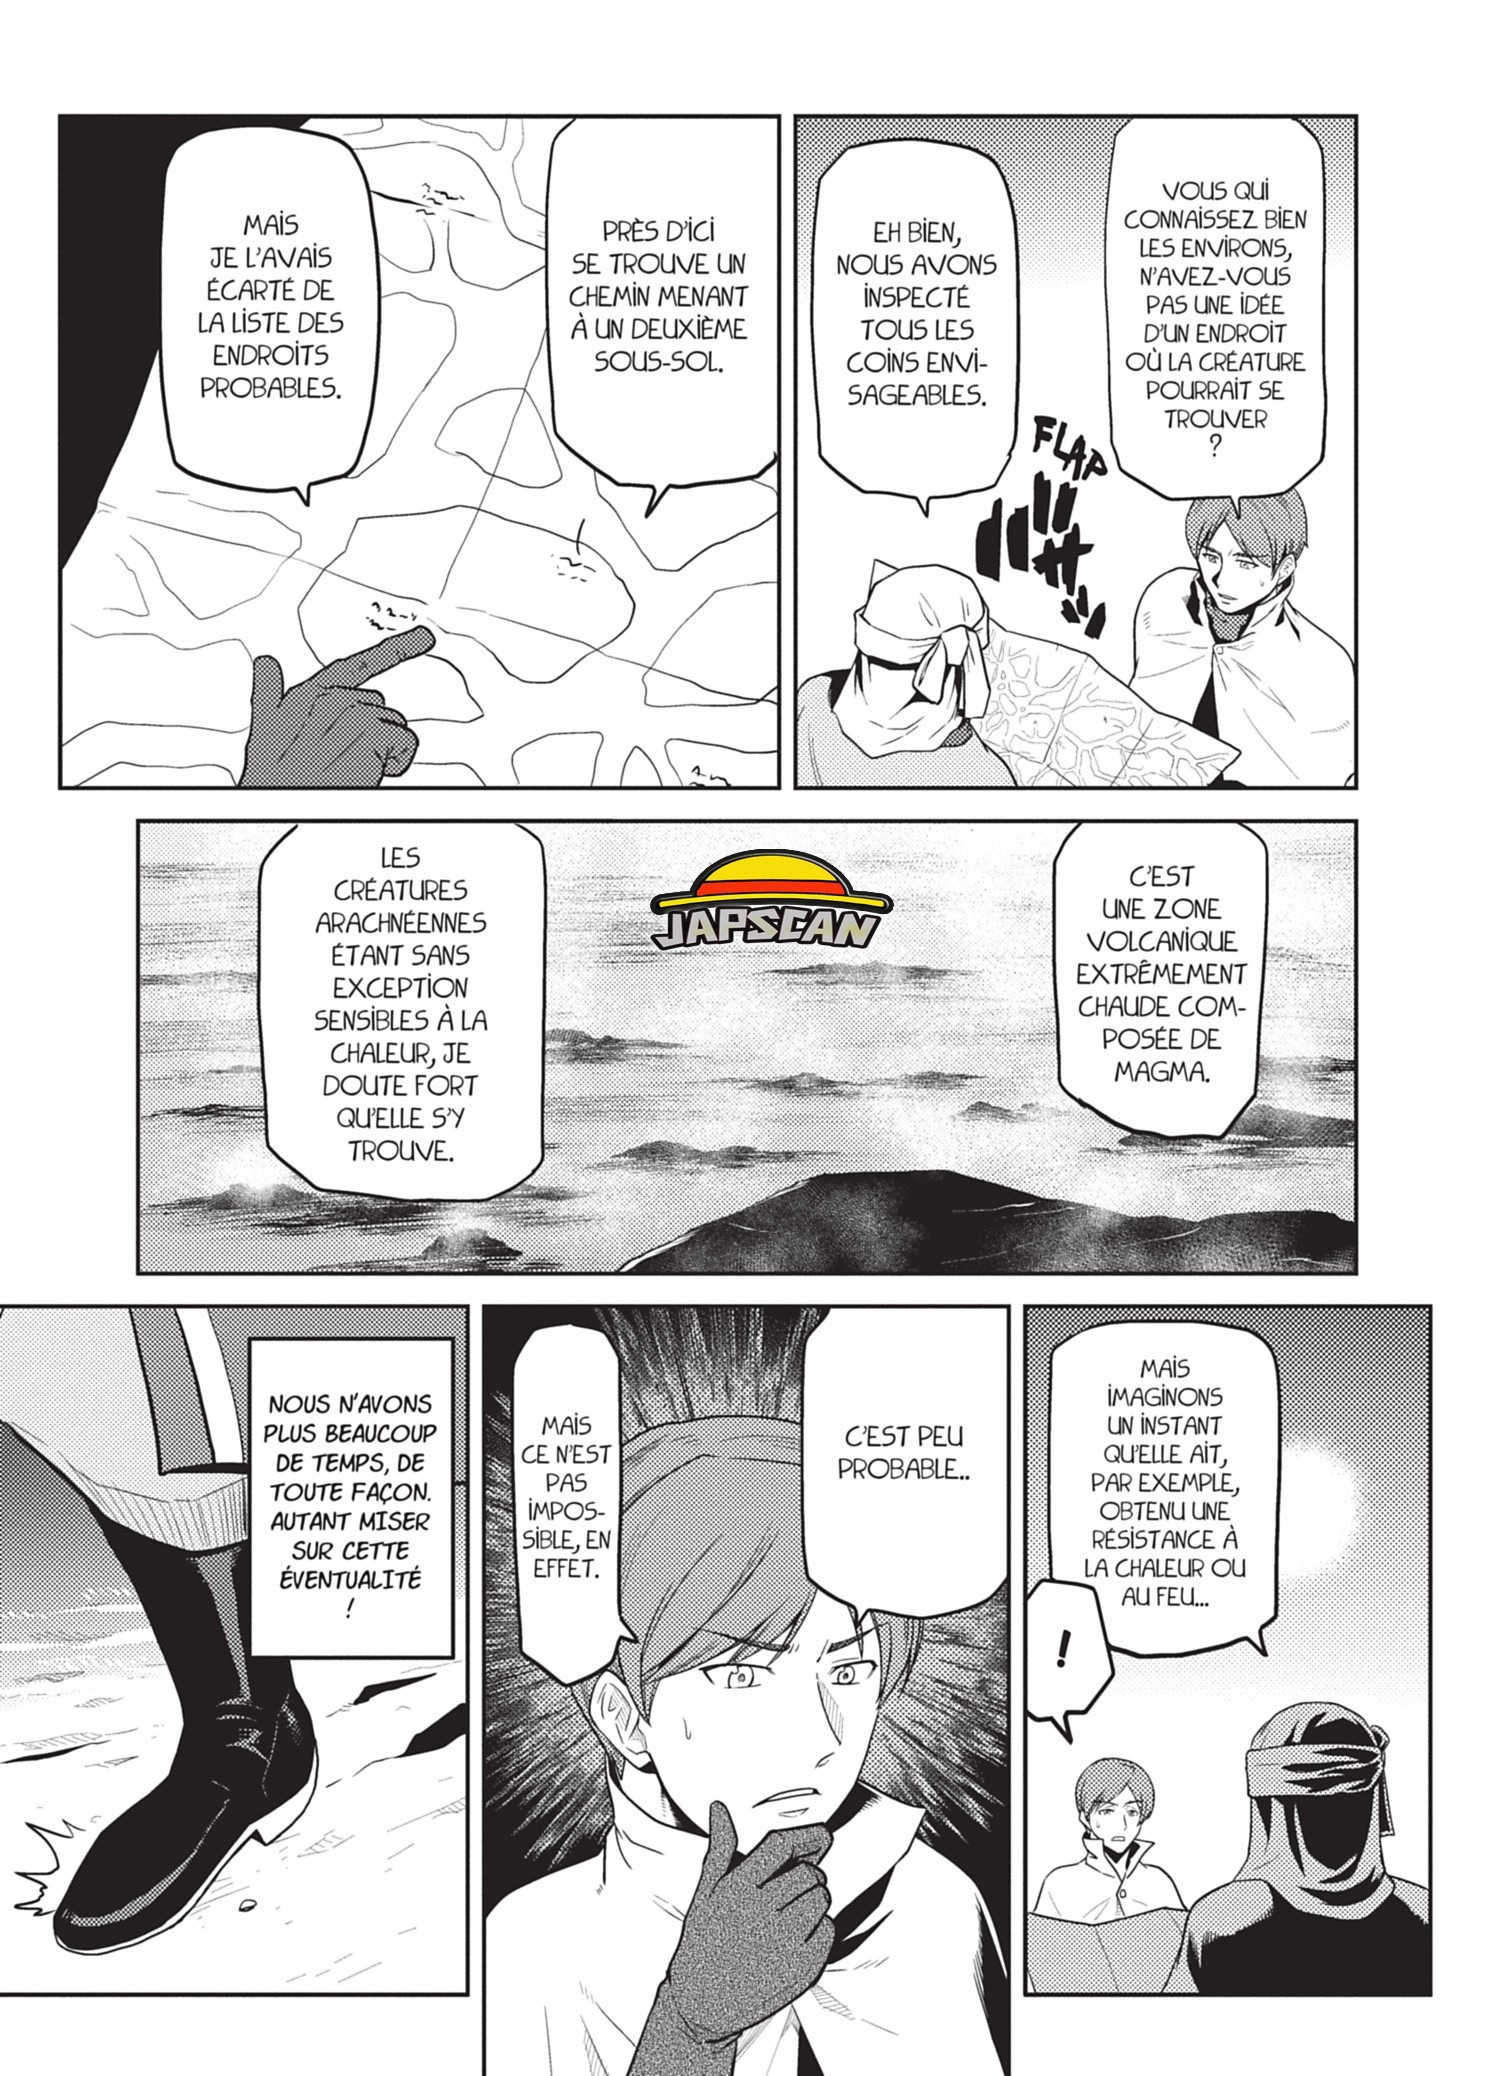 VOUS QUI
CONNAISSEZ BIEN
LES ENVIRONS,
N'AVEZ-VOUS
PAS UNE IDÉE
D'UN ENDROIT
OÙ LA CRÉATURE
POURRAIT SE
TROUVER
?
EH BIEN,
NOUS AVONS
INSPECTÉ
TOUS LES
COINS ENVI-
SAGEABLES.
FLAP
バサッ
PRÈS D'ICI
SE TROUVE UN
CHEMIN MENANT
À UN DEUXIÈME
SOUS-SOL.
MAIS
JE L'AVAIS
ÉCARTÉ DE
LA LISTE DES
ENDROITS
PROBABLES.
C'EST
UNE ZONE
VOLCANIQUE
EXTRÊMEMENT
CHAUDE COM-
POSÉE DE
MAGMA.
JAPSCAN
LES
CRÉATURES
ARACHNÉENNES
ÉTANT SANS
EXCEPTION
SENSIBLES À LA
CHALEUR, JE
DOUTE FORT
QU'ELLE S'Y
TROUVE.
MAIS
IMAGINONS
UN INSTANT
QU'ELLE AIT,
PAR EXEMPLE,
OBTENU UNE
RÉSISTANCE À
LA CHALEUR OU
AU FEU...
!
C'EST PEU
PROBABLE..
MAIS
CE N'EST
PAS
IMPOS-
SIBLE, EN
EFFET.
NOUS N'AVONS
PLUS BEAUCOUP
DE TEMPS, DE
TOUTE FAÇON.
AUTANT MISER
SUR CETTE
ÉVENTUALITÉ
!